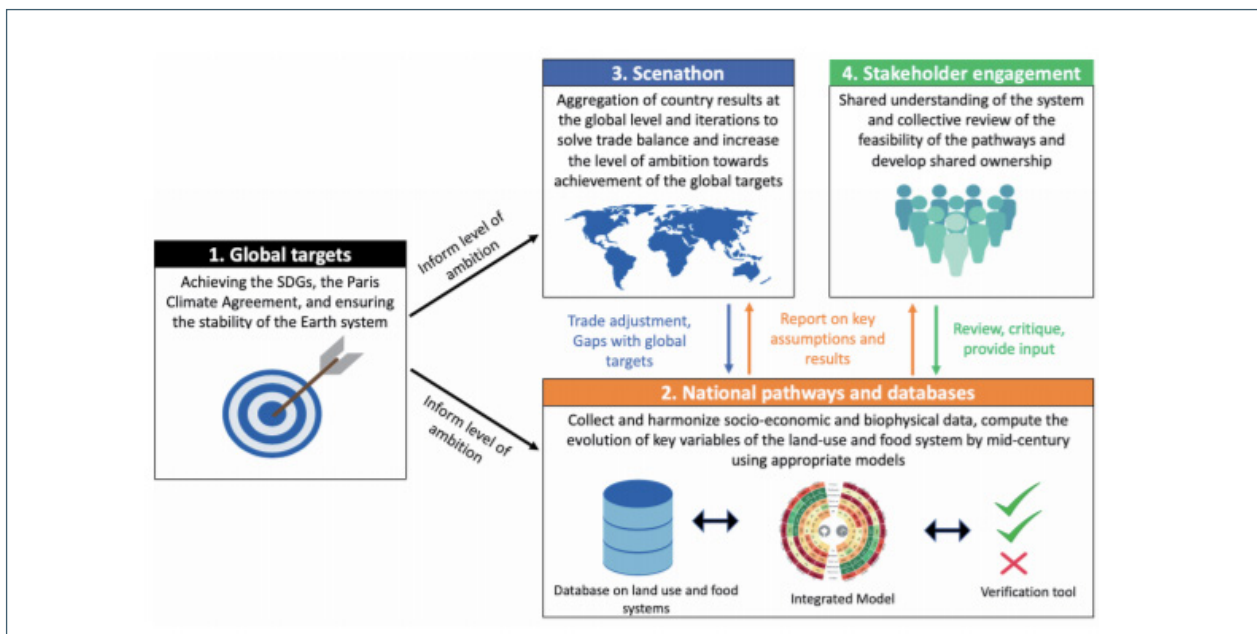 1. Global targets
Achieving the SDGs, the Paris
Climate Agreement, and ensuring
the stability of the Earth system
Inform level of
ambition
Inform level of
ambition
3. Scenathon
Aggregation of country results at
the global level and iterations to
solve trade balance and increase
the level of ambition towards
achievement of the global targets
4. Stakeholder engagement
Shared understanding of the system
and collective review of the
feasibility of the pathways and
develop shared ownership
Trade adjustment,
Gaps with global
targets
Report on key
assumptions and
results
Review, critique,
provide input
2. National pathways and databases
Collect and harmonize socio-economic and biophysical data, compute the
evolution of key variables of the land-use and food system by mid-century
using appropriate models
Database on land use and food
systems
Integrated Model
Verification tool